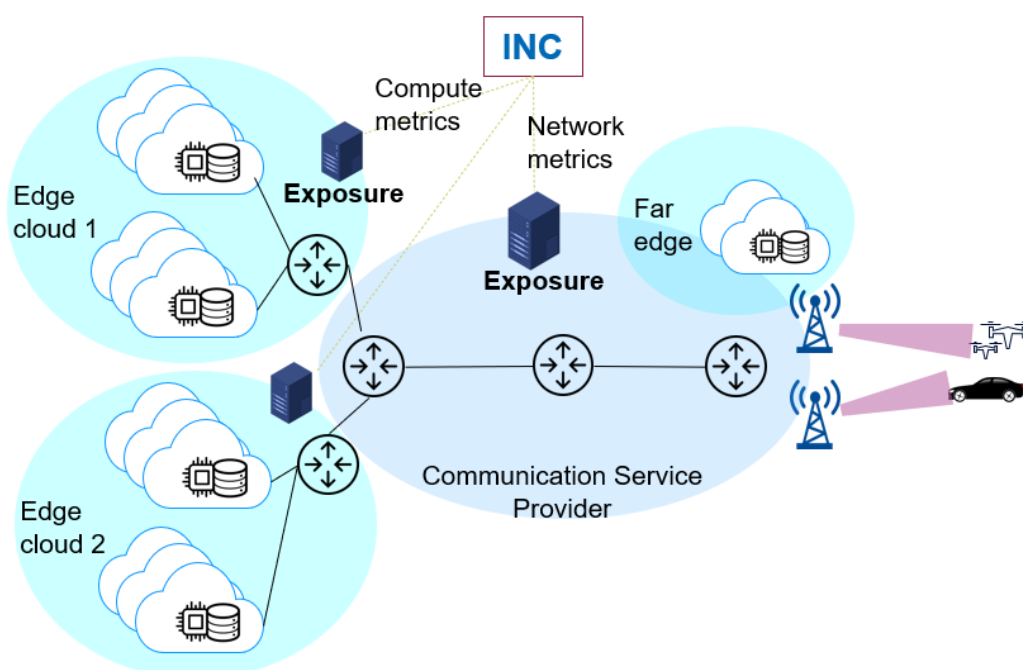 INC
Compute
metrics
Network
metrics
Exposure
Edge
cloud 1
Far
edge
Exposure
Communication Service
Provider
Edge
cloud 2